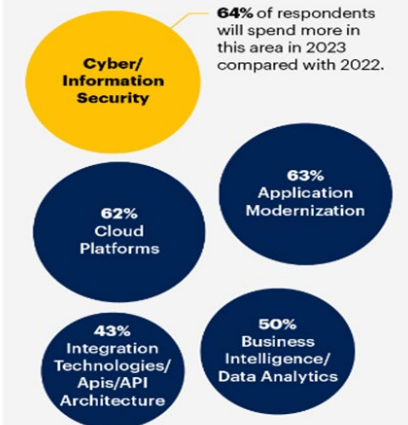 64% of respondents
will spend more in
this area in 2023
compared with 2022.
Cyber/
Information
Security
63%
Application
Modernization
62%
Cloud
Platforms
50%
Business
Intelligence/
Data Analytics
43%
Integration
Technologies/
Apis/API
Architecture